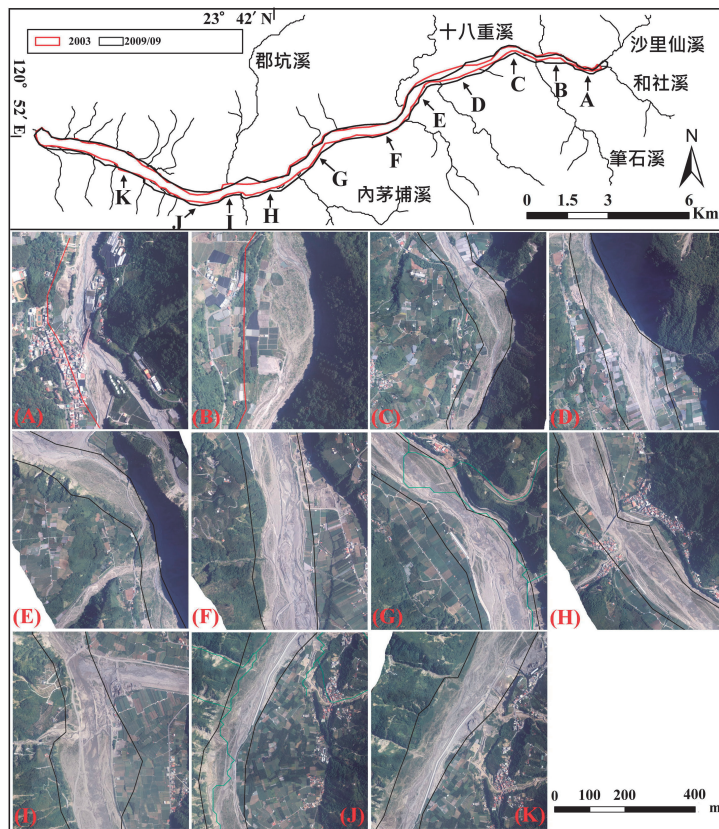 23° 42′ N
2003
2009/09
120° 52′ E
郡坑溪
十八重溪
沙里仙溪
和社溪
筆石溪
內茅埔溪
A
B
C
D
E
F
G
H
I
J
K
N
0 1.5 3 6
Km
(A)
(B)
(C)
(D)
(E)
(F)
(G)
(H)
(I)
(J)
(K)
0 100 200 400
m